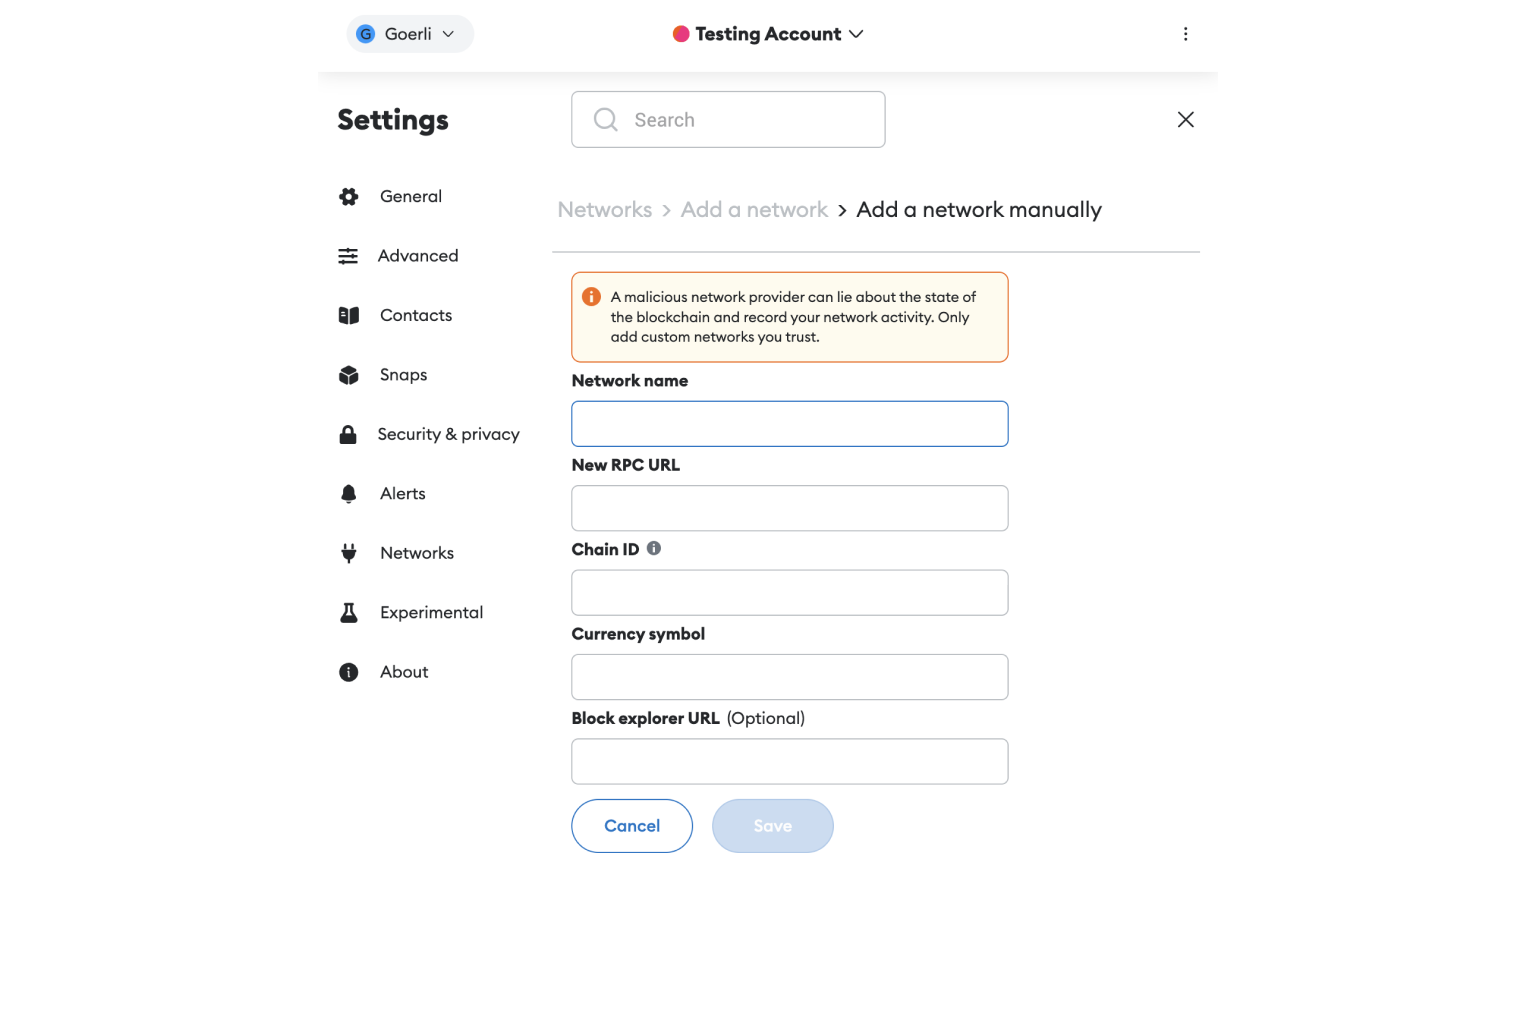 G Goerli
Testing Account
Settings
Search
General
Advanced
Contacts
Snaps
Security & privacy
Alerts
Networks
Experimental
About
Networks > Add a network > Add a network manually
A malicious network provider can lie about the state of
the blockchain and record your network activity. Only
add custom networks you trust.
Network name
New RPC URL
Chain ID
Currency symbol
Block explorer URL (Optional)
Cancel
Save